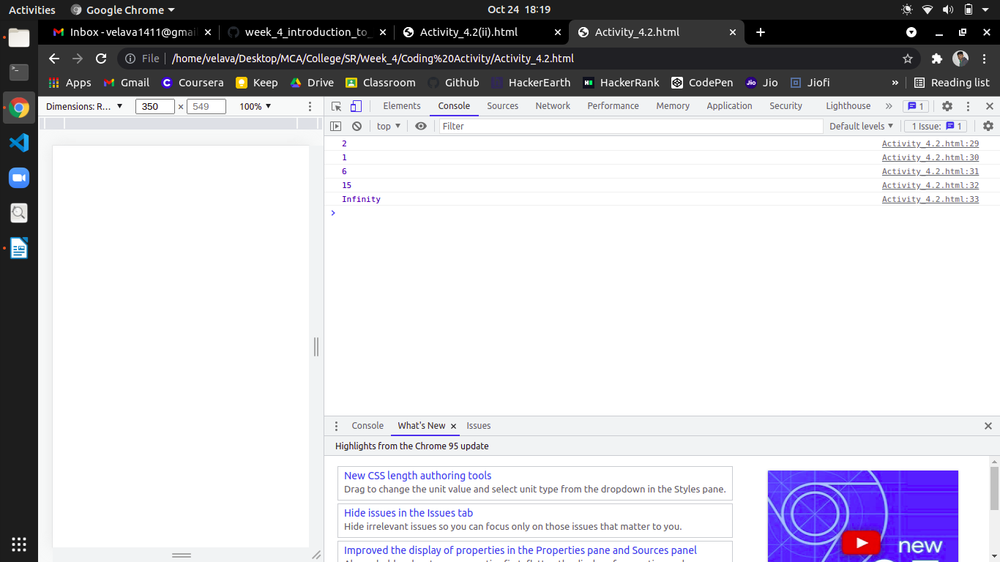 Activities Google Chrome Oct 24 18:19
Inbox - velava1411@gmai week_4_introduction_to_ Activity_4.2(ii).html Activity_4.2.html
File /home/velava/Desktop/MCA/College/SR/Week_4/Coding%20Activity/Activity_4.2.html
Apps Gmail Coursera Keep Drive Classroom Github HackerEarth HackerRank CodePen Jio Jiofi » Reading list
Dimensions: R... 350 × 549 100% Elements Console Sources Network Performance Memory Application Security Lighthouse » 1
top Filter Default levels 1 Issue: 1
2 Activity_4.2.html:29
1 Activity_4.2.html:30
6 Activity_4.2.html:31
15 Activity_4.2.html:32
Infinity Activity_4.2.html:33
Console What's New Issues
Highlights from the Chrome 95 update
New CSS length authoring tools
Drag to change the unit value and select unit type from the dropdown in the Styles pane.
Hide issues in the Issues tab
Hide irrelevant issues so you can focus only on those issues that matter to you.
Improved the display of properties in the Properties pane and Sources panel
new